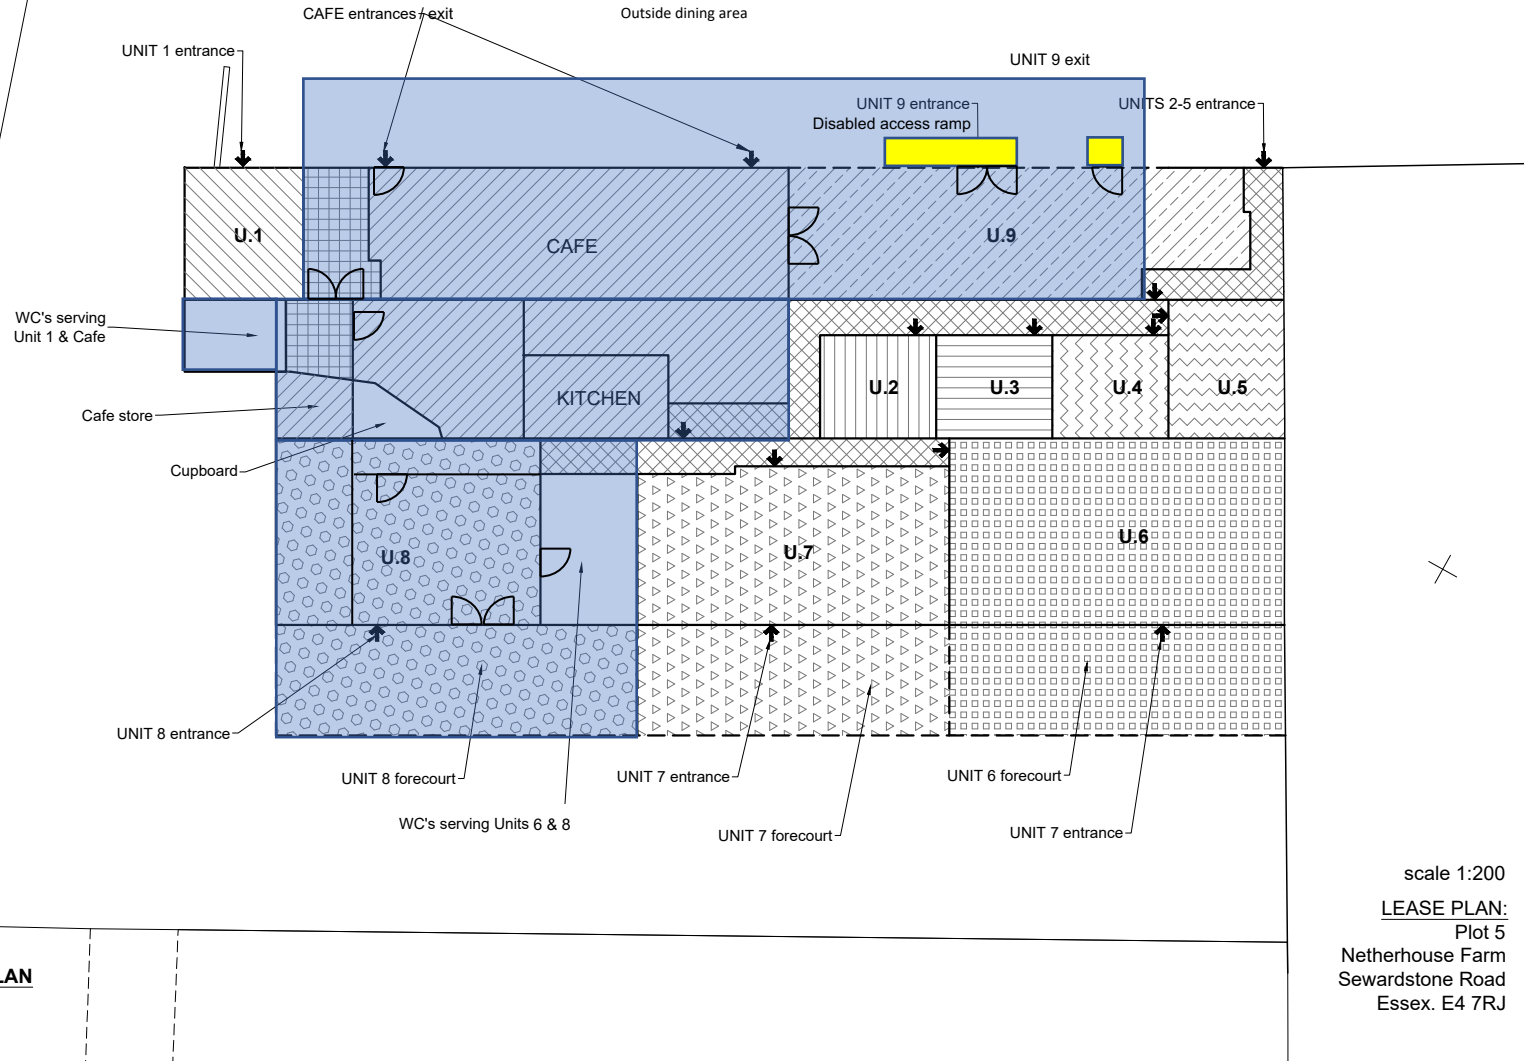 CAFE entrances / exit
Outside dining area
UNIT 1 entrance
UNIT 9 exit
UNIT 9 entrance
Disabled access ramp
UNITS 2-5 entrance
U.1
CAFE
U.9
WC's serving
Unit 1 & Cafe
Cafe store
KITCHEN
U.2
U.3
U.4
U.5
Cupboard
U.8
U.7
U.6
UNIT 8 entrance
UNIT 8 forecourt
UNIT 7 entrance
UNIT 6 forecourt
WC's serving Units 6 & 8
UNIT 7 forecourt
UNIT 7 entrance
scale 1:200
LEASE PLAN:
Plot 5
Netherhouse Farm
Sewardstone Road
Essex. E4 7RJ
LAN